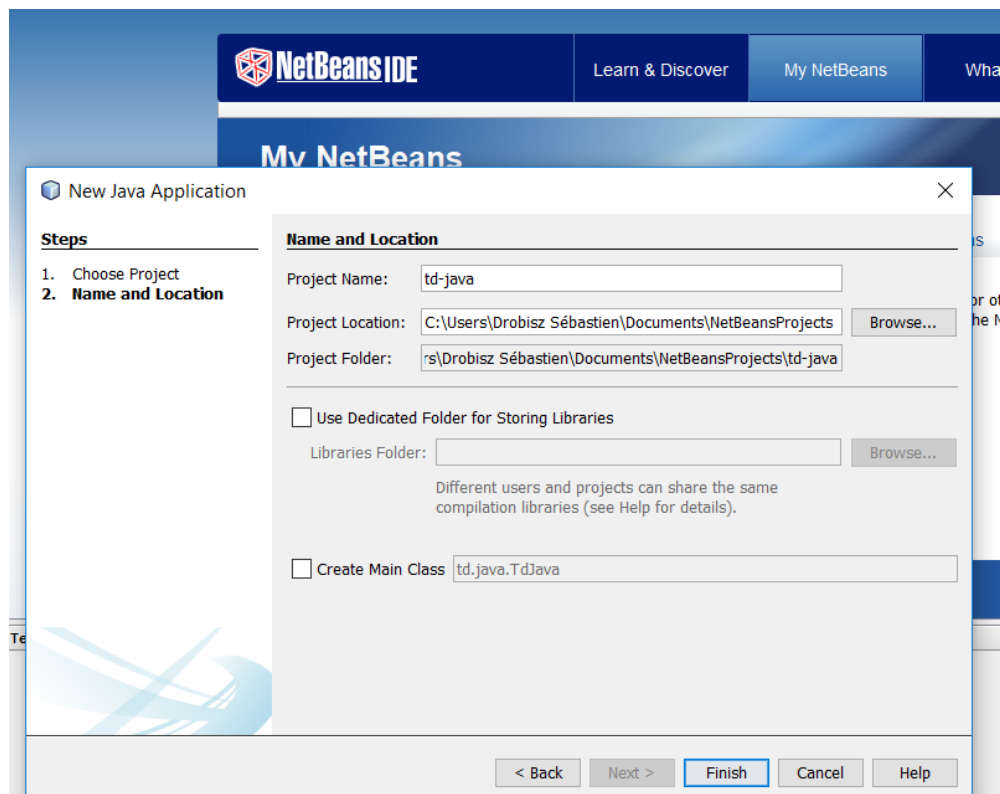 NetBeans IDE
Learn & Discover
My NetBeans
My NetBeans
New Java Application
Steps
1. Choose Project
2. Name and Location
Name and Location
Project Name: td-java
Project Location: C:\Users\Drobisz Sébastien\Documents\NetBeansProjects Browse...
Project Folder: rs\Drobisz Sébastien\Documents\NetBeansProjects\td-java
Use Dedicated Folder for Storing Libraries
Libraries Folder: Browse...
Different users and projects can share the same
compilation libraries (see Help for details).
Create Main Class td.java.TdJava
< Back Next > Finish Cancel Help